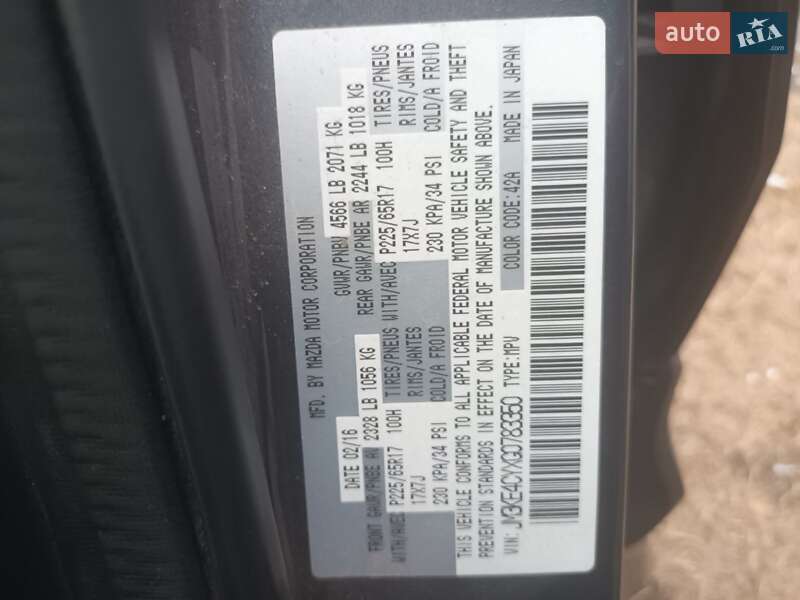 auto RIA.com
MFD. BY MAZDA MOTOR CORPORATION
DATE 02/16 GVWR/PNBV 4566 LB 2071 KG
FRONT GAWR/PNBE AV 2328 LB 1056 KG REAR GAWR/PNBE AR 2244 LB 1018 KG
WITH/AVEC P225/65R17 100H TIRES/PNEUS WITH/AVEC P225/65R17 100H TIRES/PNEUS
17X7J RIMS/JANTES 17X7J RIMS/JANTES
230 KPA/34 PSI COLD/A FROID 230 KPA/34 PSI COLD/A FROID
THIS VEHICLE CONFORMS TO ALL APPLICABLE FEDERAL MOTOR VEHICLE SAFETY AND THEFT
PREVENTION STANDARDS IN EFFECT ON THE DATE OF MANUFACTURE SHOWN ABOVE.
VIN: JM3KE4CYXG0783350 TYPE:MPV COLOR CODE:42A MADE IN JAPAN